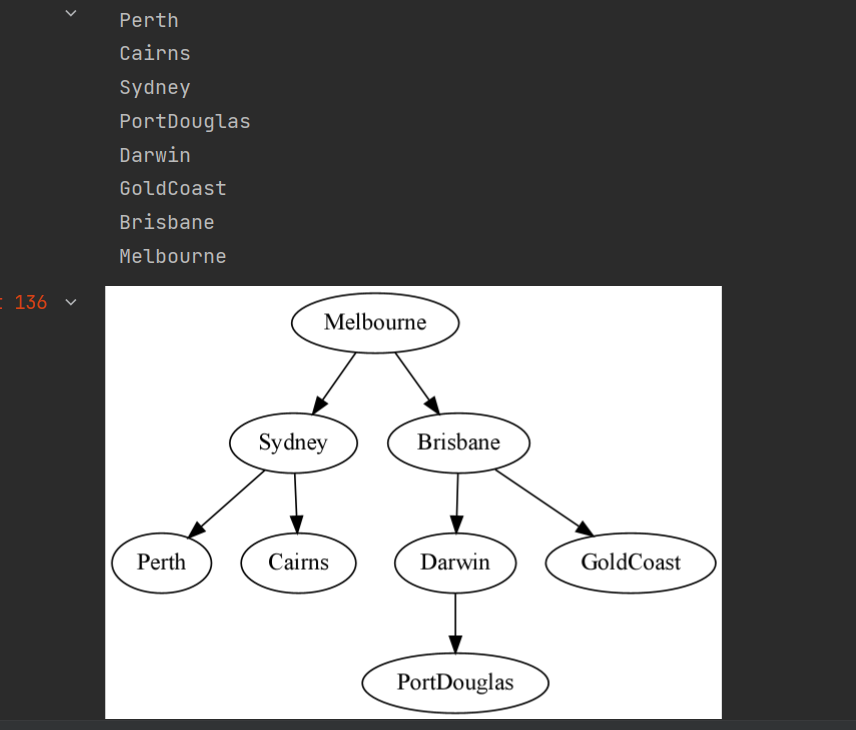 Perth
Cairns
Sydney
PortDouglas
Darwin
GoldCoast
Brisbane
Melbourne
136
Melbourne
Sydney Brisbane
Perth Cairns Darwin GoldCoast
PortDouglas